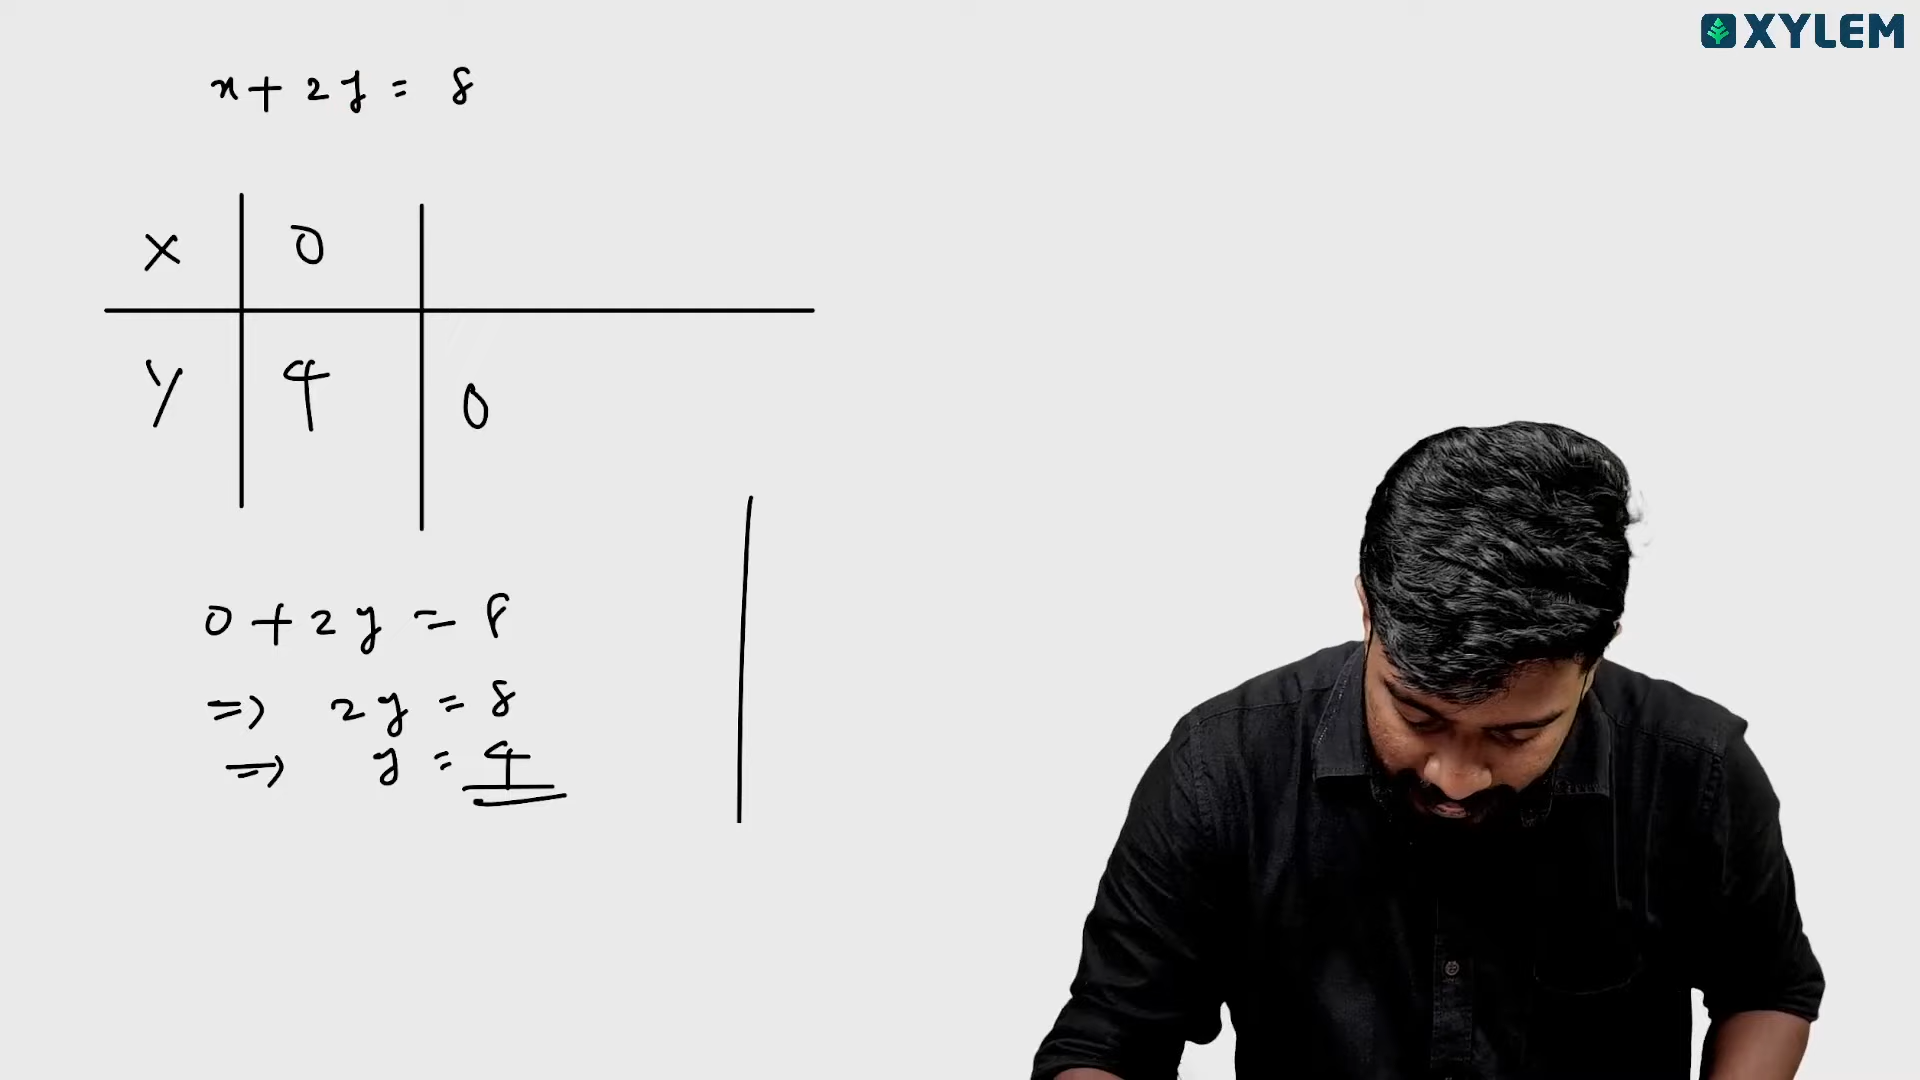 XYLEM
x + 2y = 8
X 0
Y 4 0
0 + 2y = 8
=> 2y = 8
=> y = 4